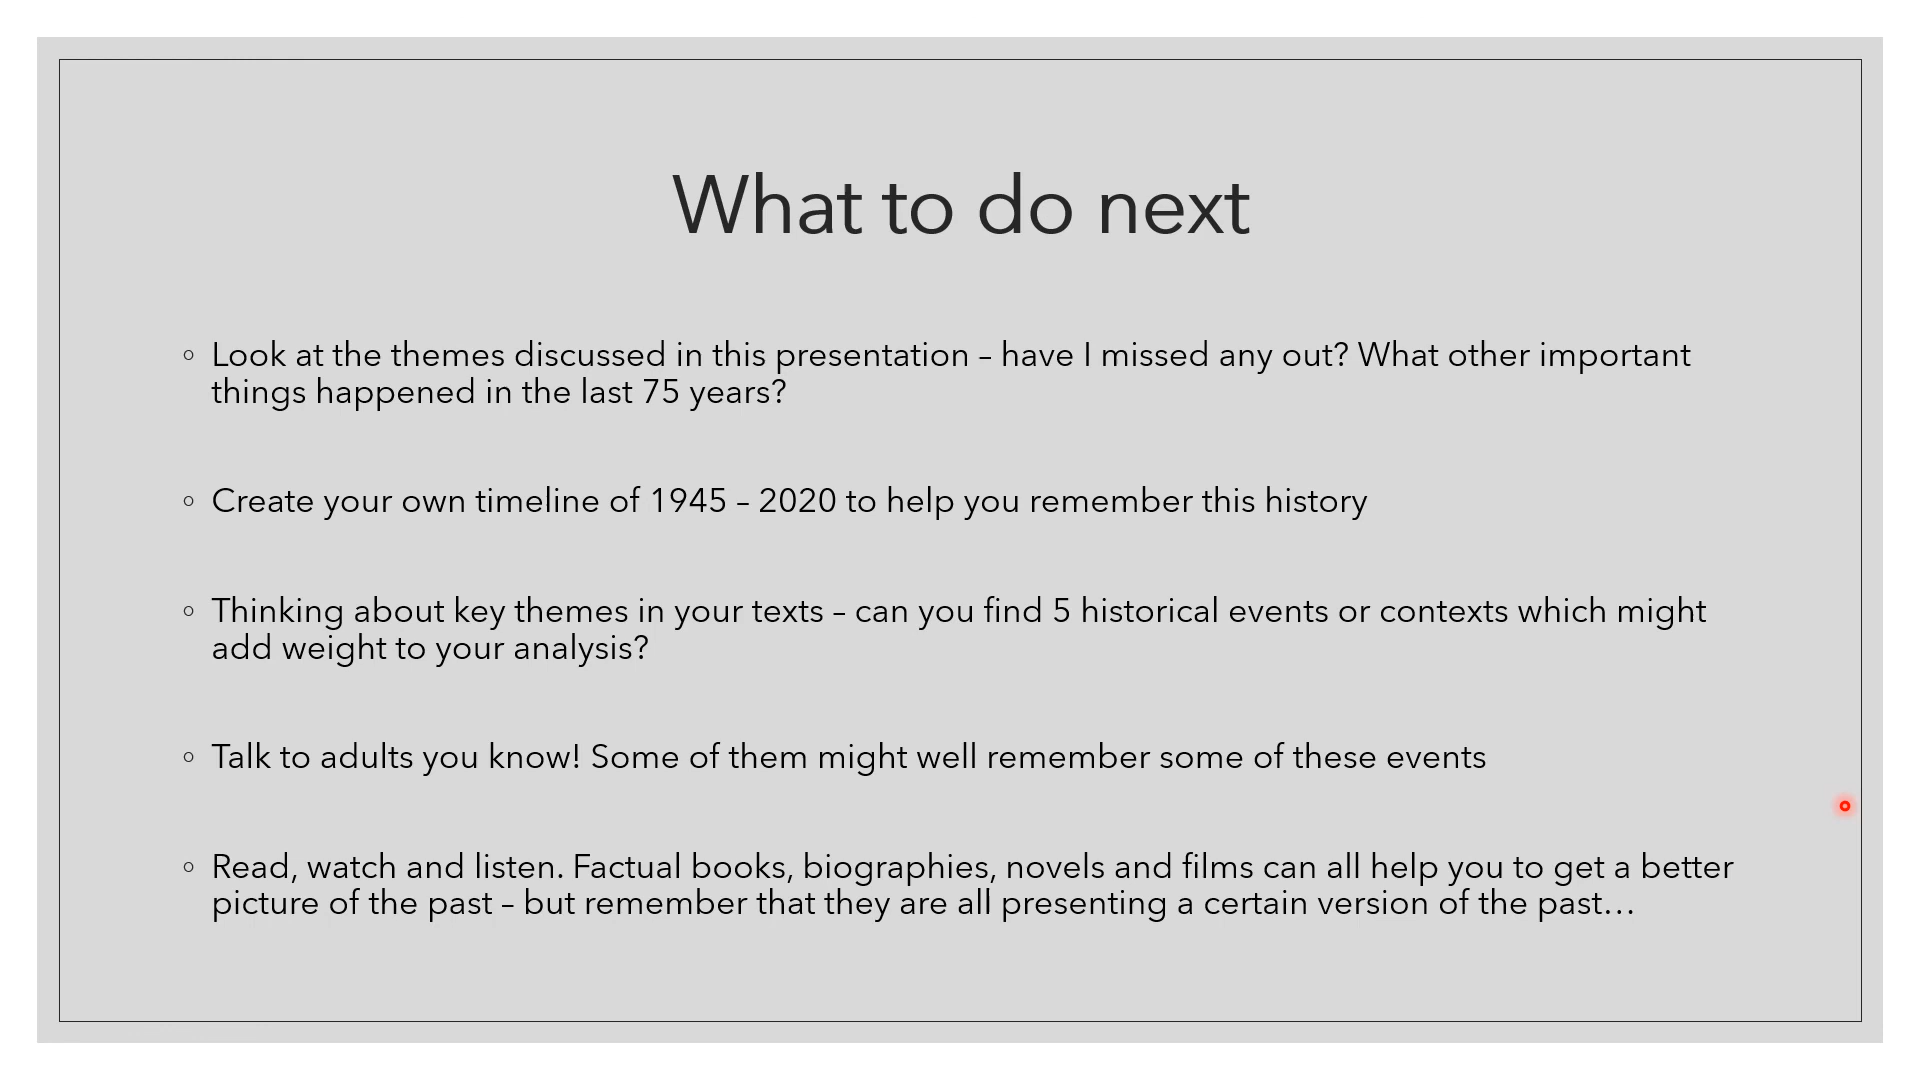 What to do next
◦ Look at the themes discussed in this presentation – have I missed any out? What other important
things happened in the last 75 years?
◦ Create your own timeline of 1945 – 2020 to help you remember this history
◦ Thinking about key themes in your texts – can you find 5 historical events or contexts which might
add weight to your analysis?
◦ Talk to adults you know! Some of them might well remember some of these events
◦ Read, watch and listen. Factual books, biographies, novels and films can all help you to get a better
picture of the past – but remember that they are all presenting a certain version of the past…